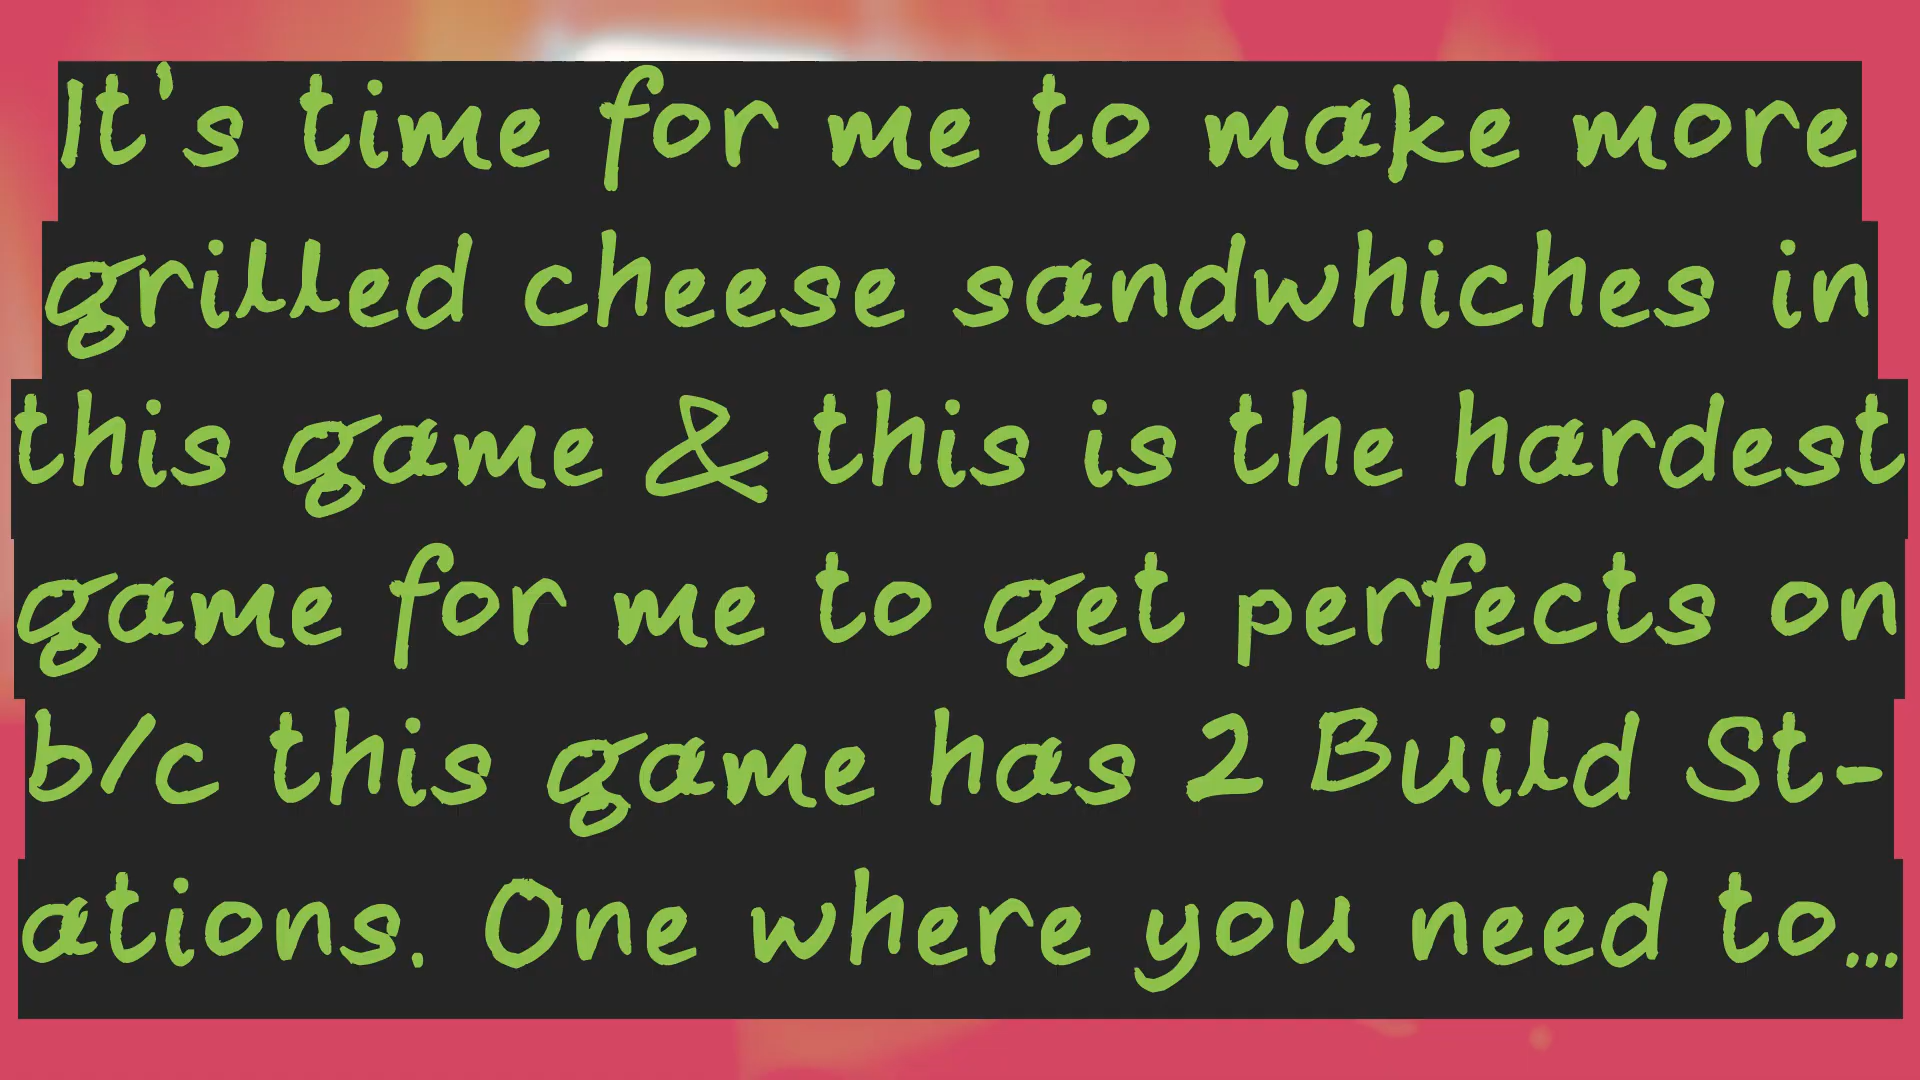 It's time for me to make more
grilled cheese sandwhiches in
this game & this is the hardest
game for me to get perfects on
b/c this game has 2 Build St-
ations. One where you need to...